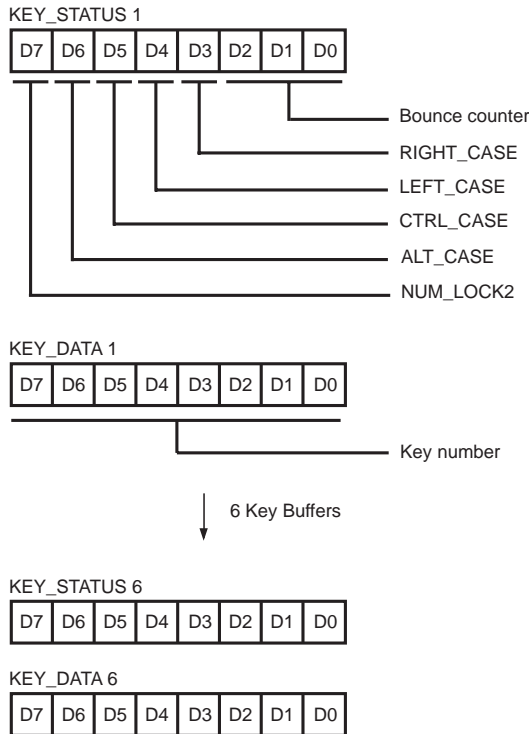 KEY_STATUS 1
D7 D6 D5 D4 D3 D2 D1 D0
Bounce counter
RIGHT_CASE
LEFT_CASE
CTRL_CASE
ALT_CASE
NUM_LOCK2
KEY_DATA 1
D7 D6 D5 D4 D3 D2 D1 D0
Key number
6 Key Buffers
KEY_STATUS 6
D7 D6 D5 D4 D3 D2 D1 D0
KEY_DATA 6
D7 D6 D5 D4 D3 D2 D1 D0